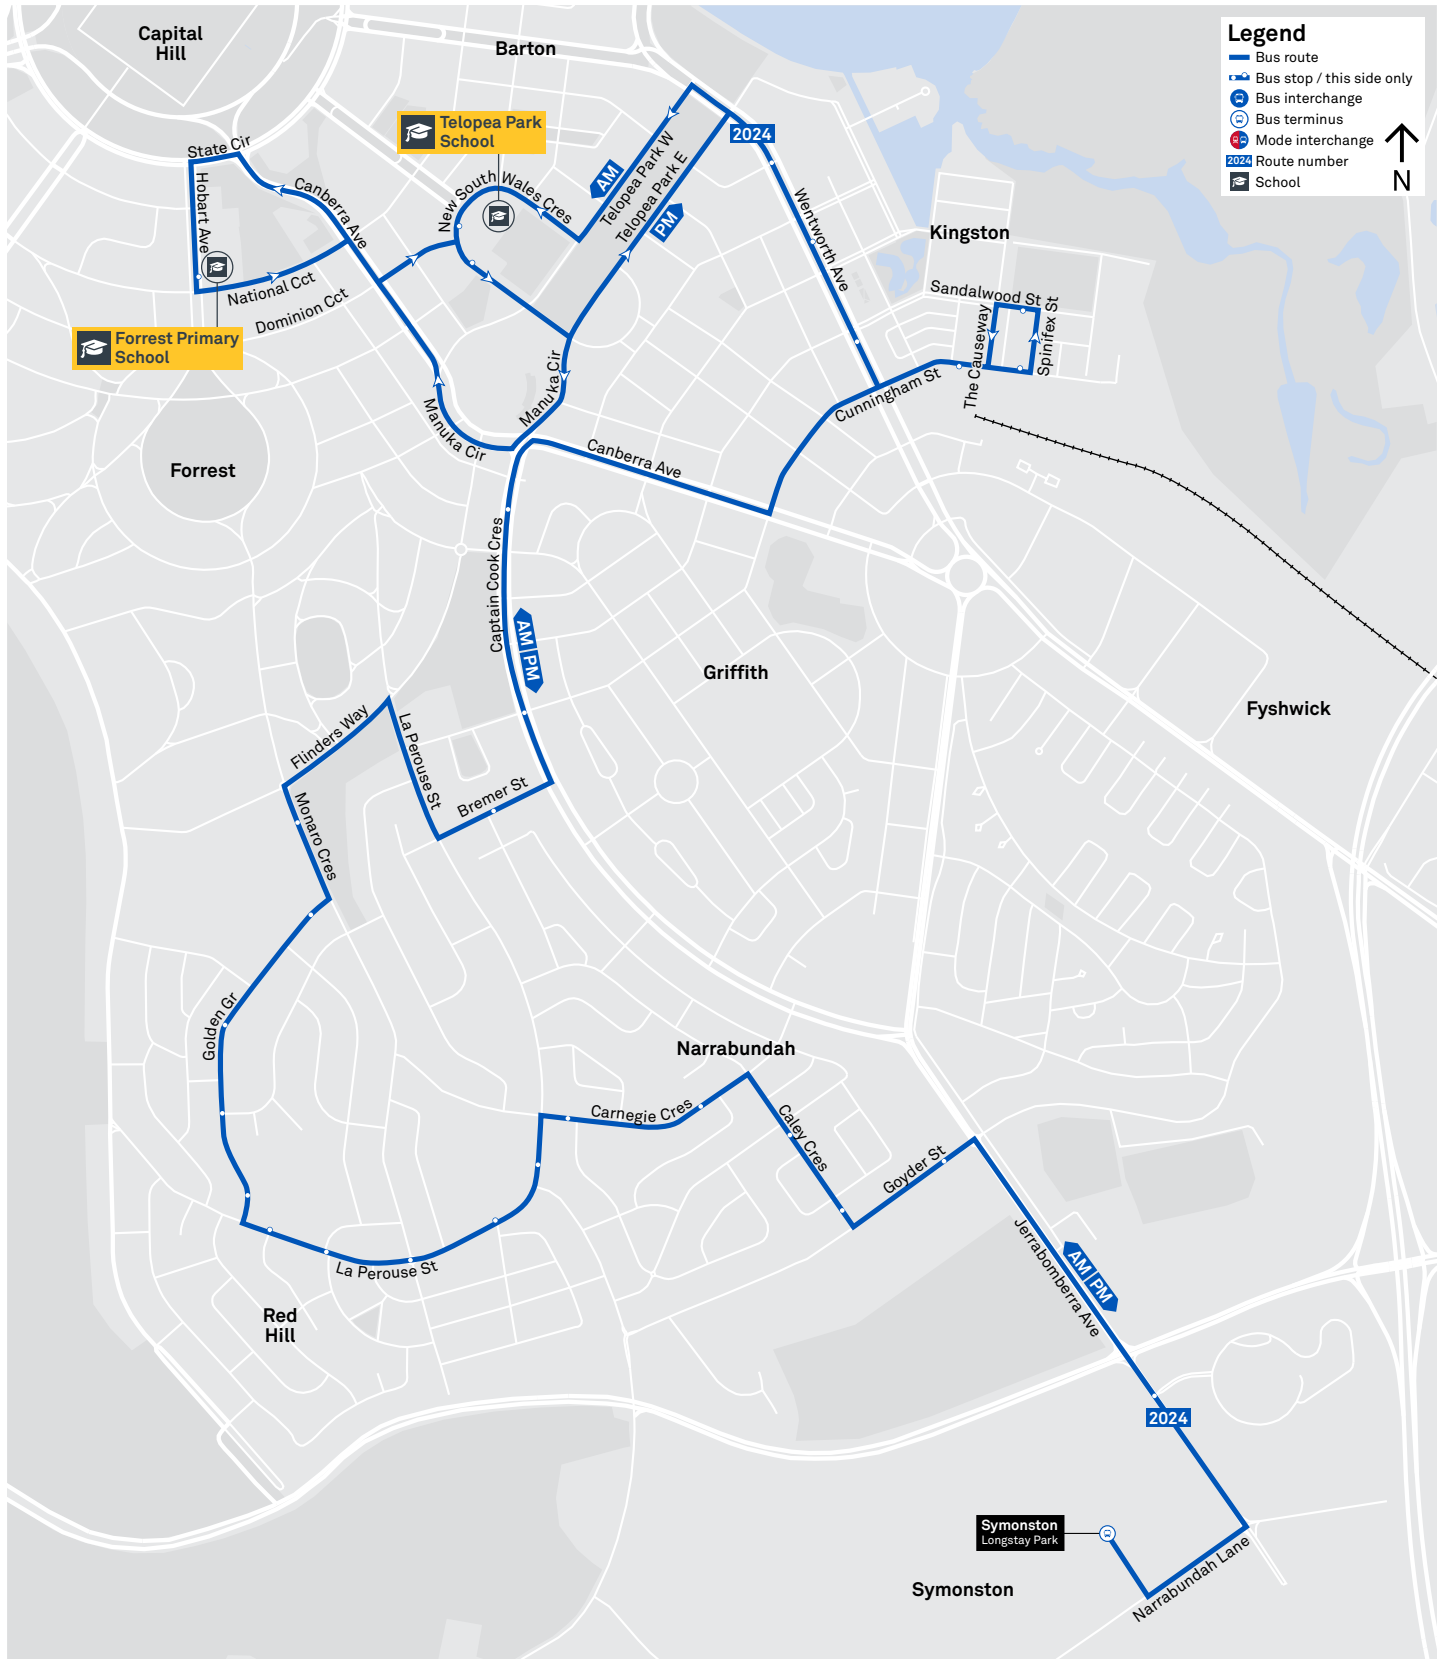 Capital
Hill
Barton
Legend
Bus route
Bus stop / this side only
Bus interchange
Bus terminus
Mode interchange
2024 Route number
School
N
Telopea Park
School
2024
State Cir
Hobart Ave
Canberra Ave
New South Wales Cres
AM
Telopea Park W
Telopea Park E
PM
Wentworth Ave
Kingston
National Cct
Dominion Cct
Sandalwood St
The Causeway
Spinifex St
Forrest Primary
School
Manuka Cir
Manuka Cir
Cunningham St
Canberra Ave
Forrest
Captain Cook Cres
AM | PM
Griffith
Fyshwick
Flinders Way
La Perouse St
Bremer St
Monaro Cres
Golden Gr
Narrabundah
Carnegie Cres
Caley Cres
Goyder St
La Perouse St
Jerrabomberra Ave
AM | PM
Red
Hill
2024
Symonston
Longstay Park
Narrabundah Lane
Symonston